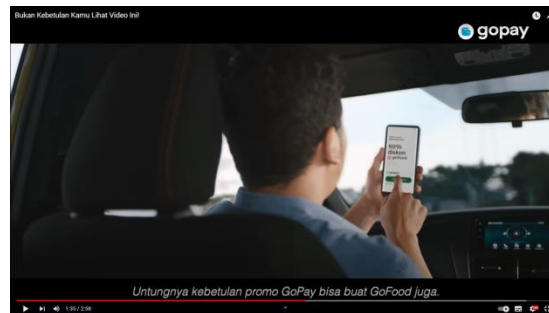 Bukan Kebetulan Kamu Lihat Video Ini!
gopay
50%
diskon
gofood
Untungnya kebetulan promo GoPay bisa buat GoFood juga.
1:35 / 2:58